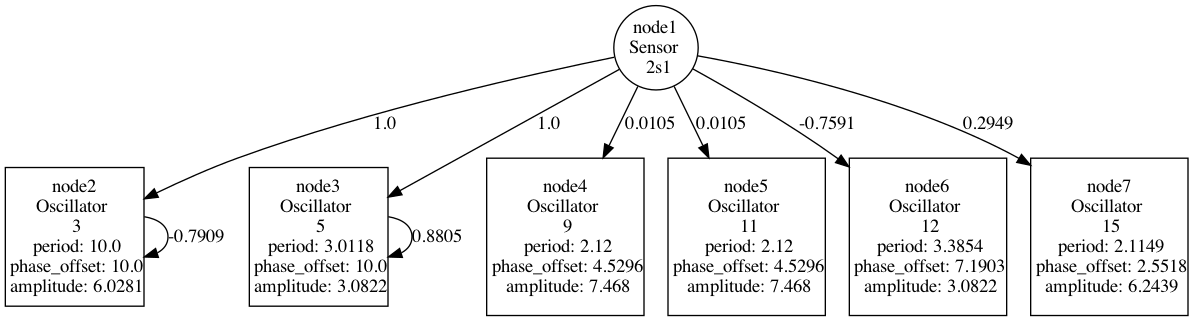 node1
Sensor
2s1
1.0
1.0
0.0105
0.0105
-0.7591
0.2949
node2
Oscillator
3
period: 10.0
phase_offset: 10.0
amplitude: 6.0281
-0.7909
node3
Oscillator
5
period: 3.0118
phase_offset: 10.0
amplitude: 3.0822
0.8805
node4
Oscillator
9
period: 2.12
phase_offset: 4.5296
amplitude: 7.468
node5
Oscillator
11
period: 2.12
phase_offset: 4.5296
amplitude: 7.468
node6
Oscillator
12
period: 3.3854
phase_offset: 7.1903
amplitude: 3.0822
node7
Oscillator
15
period: 2.1149
phase_offset: 2.5518
amplitude: 6.2439